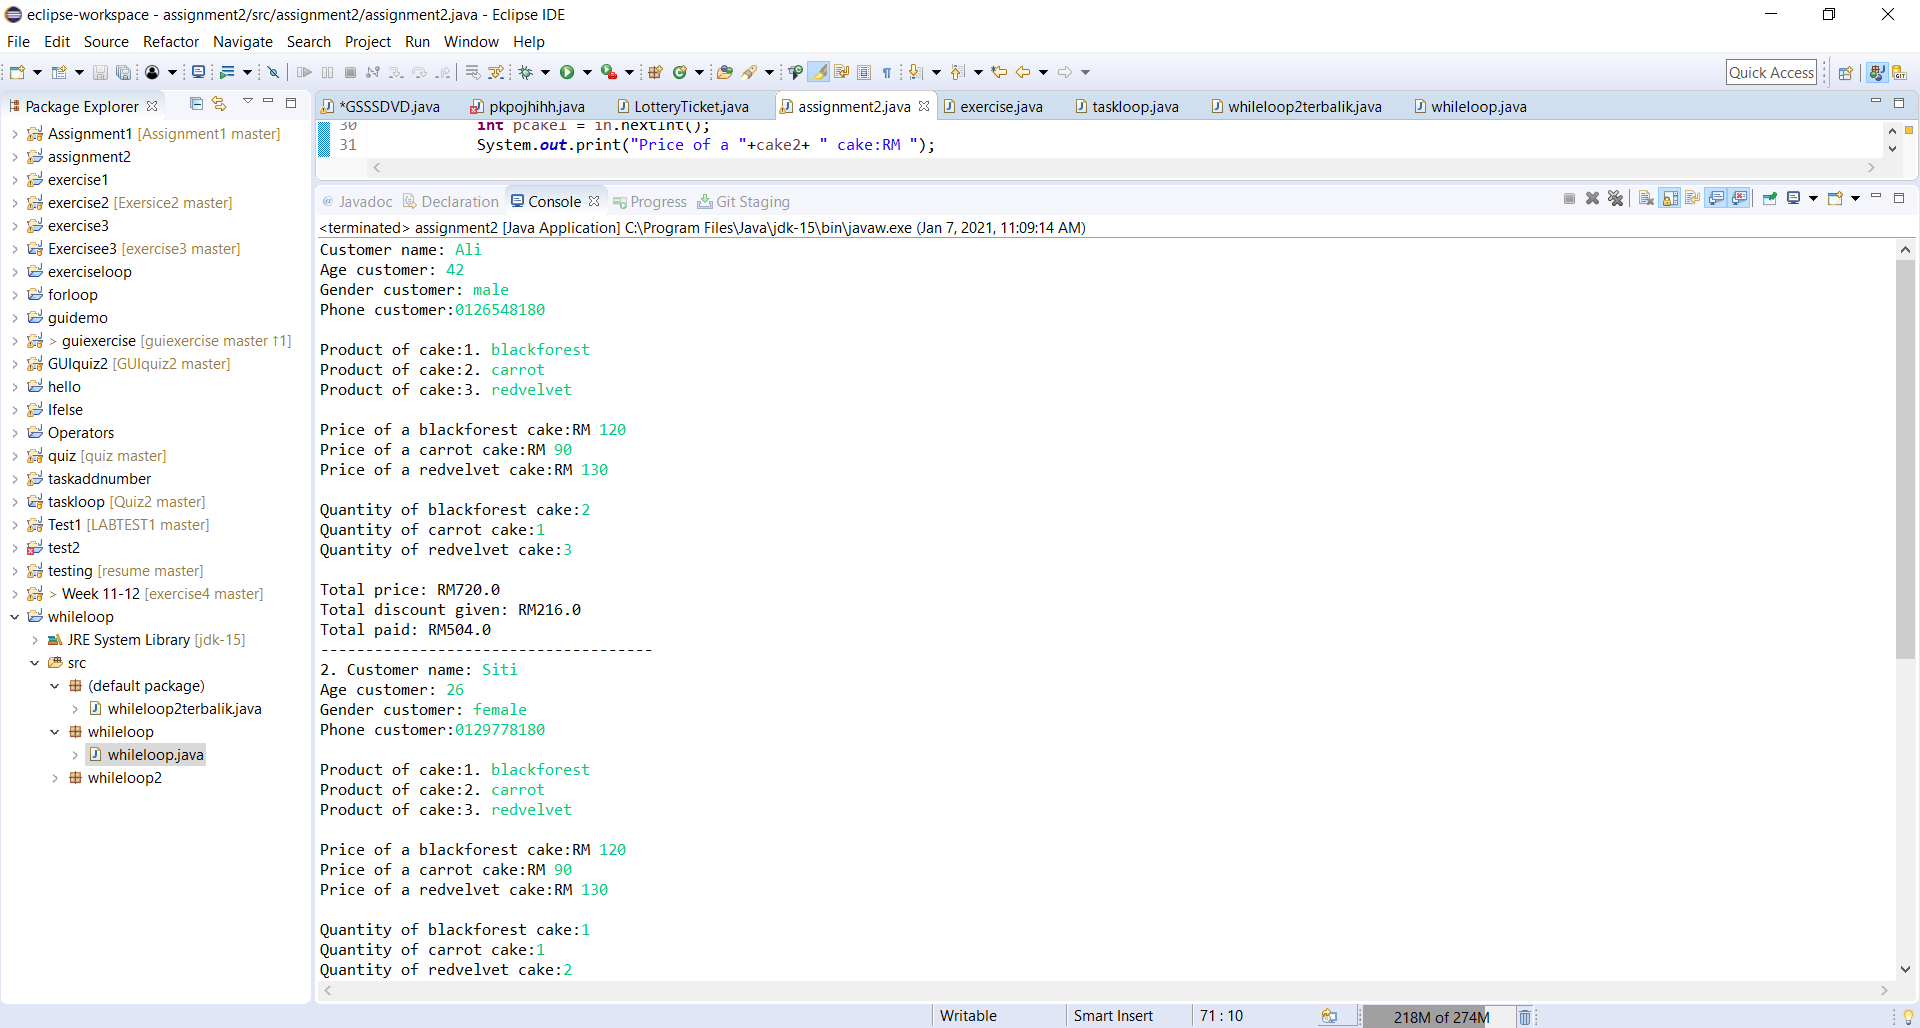 eclipse-workspace - assignment2/src/assignment2/assignment2.java - Eclipse IDE
File Edit Source Refactor Navigate Search Project Run Window Help
Quick Access
Package Explorer
Assignment1 [Assignment1 master]
assignment2
exercise1
exercise2 [Exersice2 master]
exercise3
Exercisee3 [exercise3 master]
exerciseloop
forloop
guidemo
> guiexercise [guiexercise master ↑1]
GUIquiz2 [GUIquiz2 master]
hello
Ifelse
Operators
quiz [quiz master]
taskaddnumber
taskloop [Quiz2 master]
Test1 [LABTEST1 master]
test2
testing [resume master]
> Week 11-12 [exercise4 master]
whileloop
JRE System Library [jdk-15]
src
(default package)
whileloop2terbalik.java
whileloop
whileloop.java
whileloop2
*GSSSDVD.java pkpojhihh.java LotteryTicket.java assignment2.java exercise.java taskloop.java whileloop2terbalik.java whileloop.java
30 int pcake1 = in.nextInt();
31 System.out.print("Price of a "+cake2+ " cake:RM ");
@ Javadoc Declaration Console Progress Git Staging
<terminated> assignment2 [Java Application] C:\Program Files\Java\jdk-15\bin\javaw.exe (Jan 7, 2021, 11:09:14 AM)
Customer name: Ali
Age customer: 42
Gender customer: male
Phone customer:0126548180
Product of cake:1. blackforest
Product of cake:2. carrot
Product of cake:3. redvelvet
Price of a blackforest cake:RM 120
Price of a carrot cake:RM 90
Price of a redvelvet cake:RM 130
Quantity of blackforest cake:2
Quantity of carrot cake:1
Quantity of redvelvet cake:3
Total price: RM720.0
Total discount given: RM216.0
Total paid: RM504.0
-------------------------------------
2. Customer name: Siti
Age customer: 26
Gender customer: female
Phone customer:0129778180
Product of cake:1. blackforest
Product of cake:2. carrot
Product of cake:3. redvelvet
Price of a blackforest cake:RM 120
Price of a carrot cake:RM 90
Price of a redvelvet cake:RM 130
Quantity of blackforest cake:1
Quantity of carrot cake:1
Quantity of redvelvet cake:2
Writable Smart Insert 71 : 10 218M of 274M